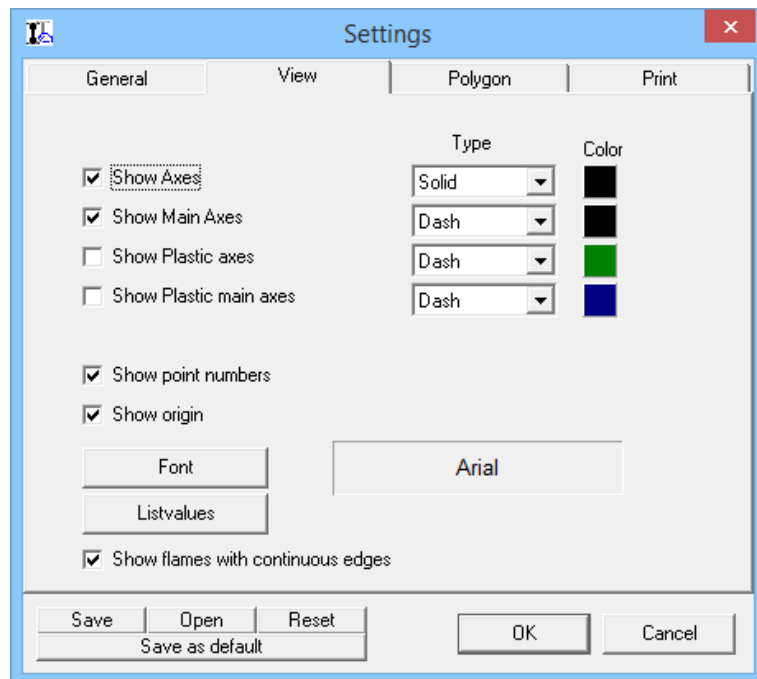 Settings
General View Polygon Print
Type Color
Show Axes Solid
Show Main Axes Dash
Show Plastic axes Dash
Show Plastic main axes Dash
Show point numbers
Show origin
Font Arial
Listvalues
Show flames with continuous edges
Save Open Reset
Save as default
OK Cancel